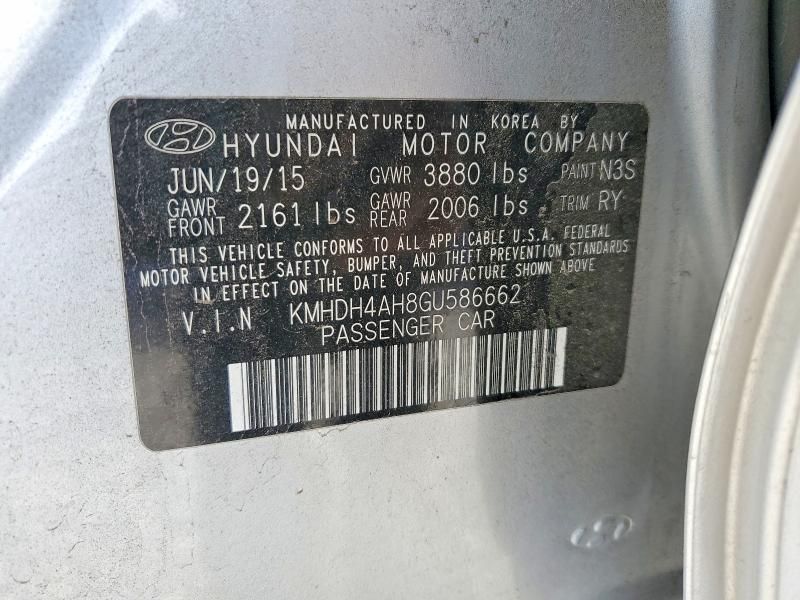 MANUFACTURED IN KOREA BY
HYUNDAI MOTOR COMPANY
JUN/19/15 GVWR 3880 lbs PAINT N3S
GAWR FRONT 2161 lbs GAWR REAR 2006 lbs TRIM RY
THIS VEHICLE CONFORMS TO ALL APPLICABLE U.S.A. FEDERAL
MOTOR VEHICLE SAFETY, BUMPER, AND THEFT PREVENTION STANDARDS
IN EFFECT ON THE DATE OF MANUFACTURE SHOWN ABOVE
V.I.N KMHDH4AH8GU586662
PASSENGER CAR